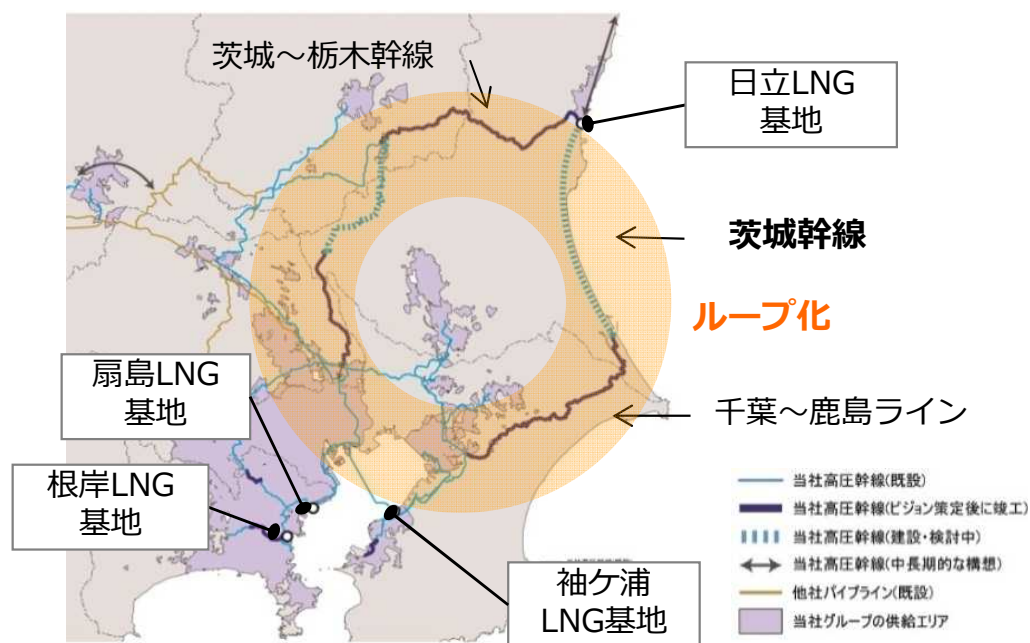 茨城～栃木幹線
日立LNG
基地
茨城幹線
ループ化
扇島LNG
基地
千葉～鹿島ライン
根岸LNG
基地
袖ケ浦
LNG基地
当社高圧幹線(既設)
当社高圧幹線(ビジョン策定後に竣工)
当社高圧幹線(建設・検討中)
当社高圧幹線(中長期的な構想)
他社パイプライン(既設)
当社グループの供給エリア